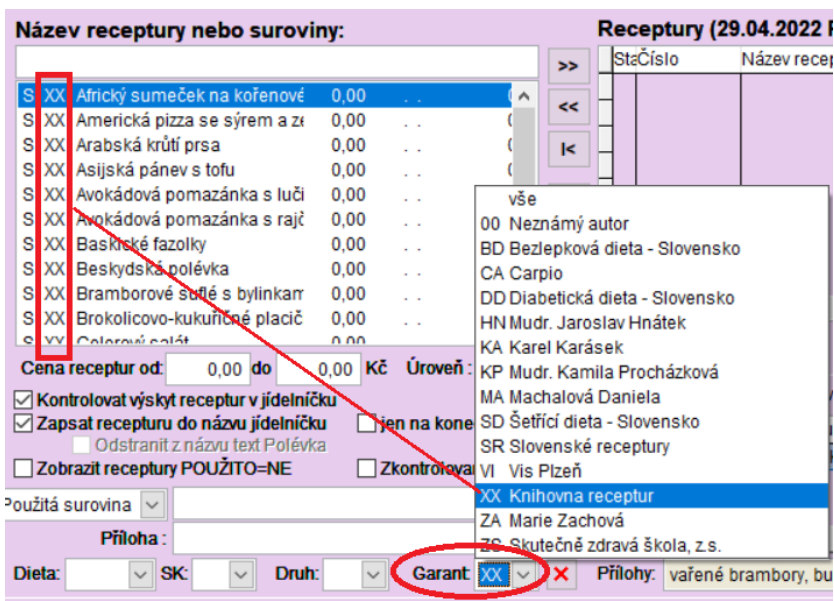 Název receptury nebo suroviny:
Receptury (29.04.2022
Sta Číslo Název recep
>>
<<
|<
S XX Africký sumeček na kořenové 0,00 . .
S XX Americká pizza se sýrem a ze 0,00 . .
S XX Arabská krůtí prsa 0,00 . .
S XX Asijská pánev s tofu 0,00 . .
S XX Avokádová pomazánka s luči 0,00 . .
S XX Avokádová pomazánka s rajč 0,00 . .
S XX Baskické fazolky 0,00 . .
S XX Beskydská polévka 0,00 . .
S XX Bramborové suflé s bylinkam 0,00 . .
S XX Brokolicovo-kukuřičné placič 0,00 . .
S XX Celerový salát 0,00
Cena receptur od: 0,00 do 0,00 Kč Úroveň :
Kontrolovat výskyt receptur v jídelníčku
Zapsat recepturu do názvu jídelníčku jen na kone
Odstranit z názvu text Polévka
Zobrazit receptury POUŽITO=NE Zkontrolova
Použitá surovina
Příloha :
Dieta: SK: Druh: Garant XX Přílohy: vařené brambory, bu
vše
00 Neznámý autor
BD Bezlepková dieta - Slovensko
CA Carpio
DD Diabetická dieta - Slovensko
HN Mudr. Jaroslav Hnátek
KA Karel Karásek
KP Mudr. Kamila Procházková
MA Machalová Daniela
SD Šetřící dieta - Slovensko
SR Slovenské receptury
VI Vis Plzeň
XX Knihovna receptur
ZA Marie Zachová
ZS Skutečně zdravá škola, z.s.